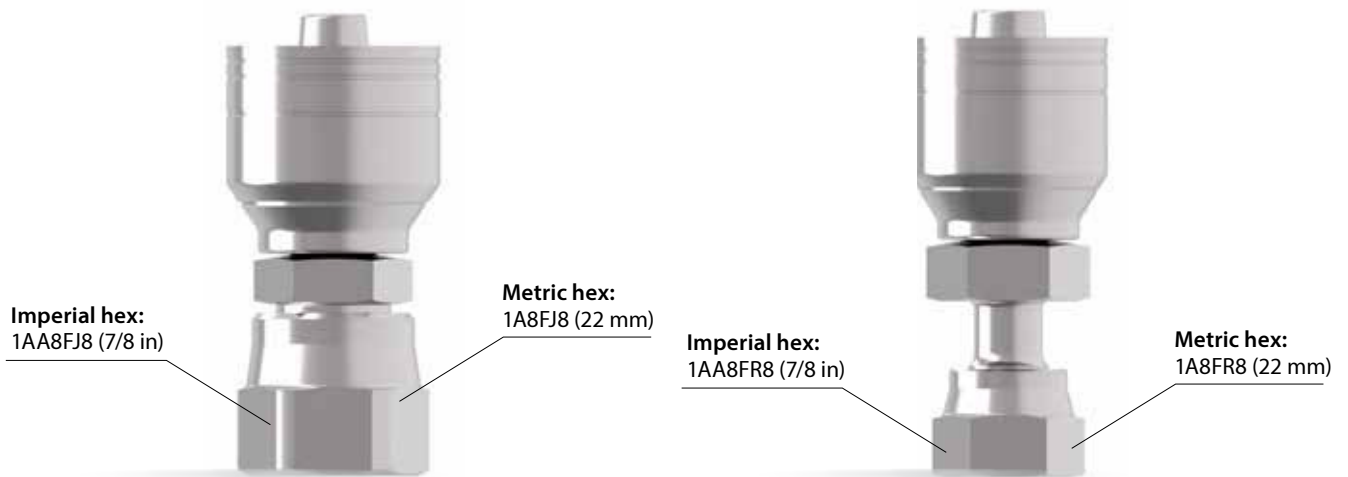 Imperial hex:
1AA8FJ8 (7/8 in)
Metric hex:
1A8FJ8 (22 mm)
Imperial hex:
1AA8FR8 (7/8 in)
Metric hex:
1A8FR8 (22 mm)